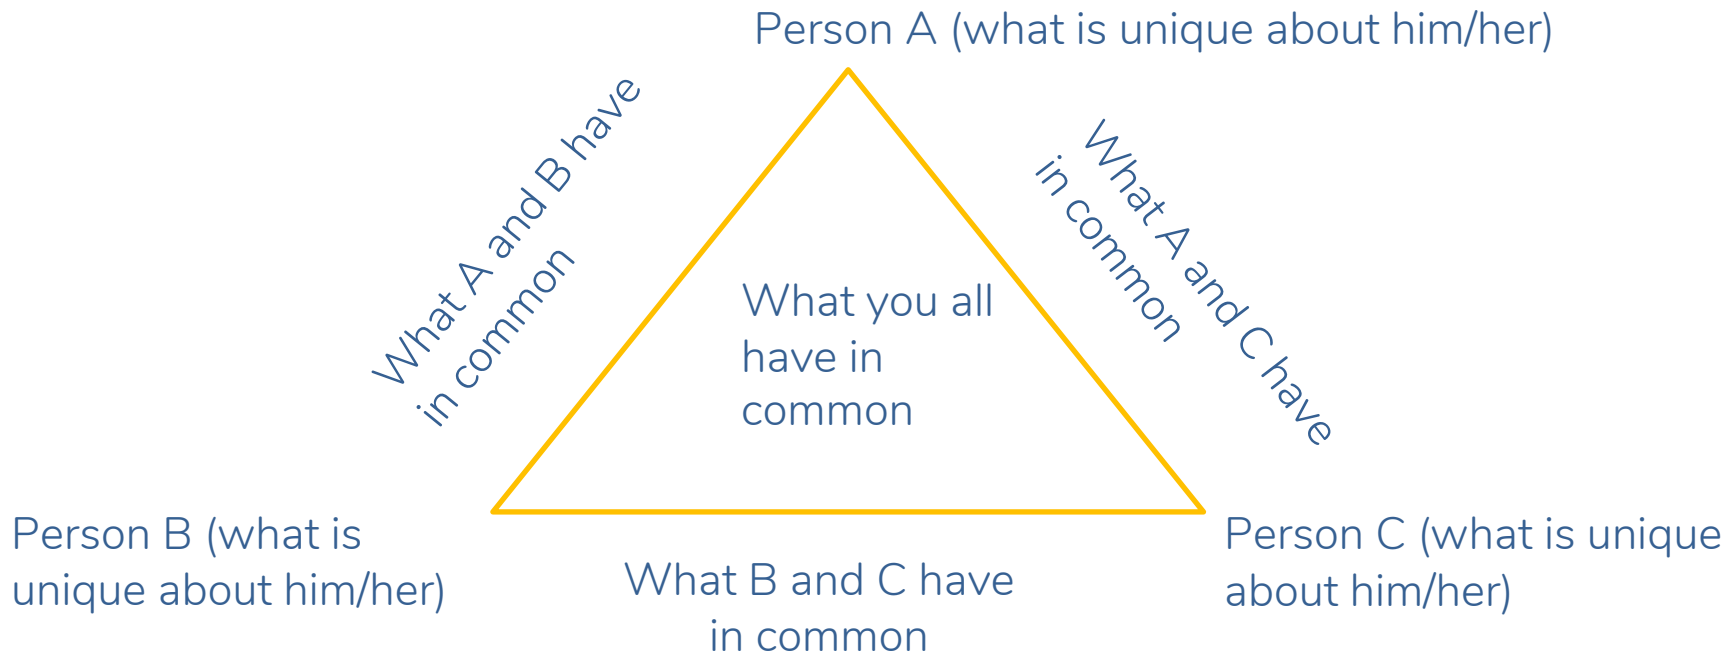 Person A (what is unique about him/her)
What A and B have
in common
What A and C have
in common
What you all
have in
common
Person B (what is
unique about him/her)
What B and C have
in common
Person C (what is unique
about him/her)